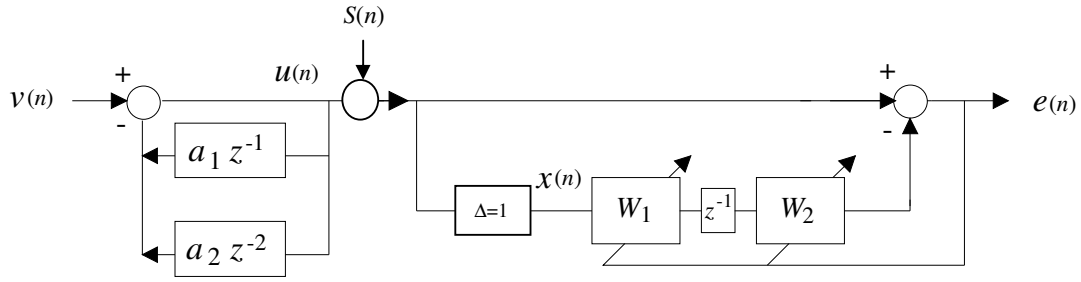 S(n)
+
u(n)
+
v(n)
e(n)
-
-
a₁ z⁻¹
x(n)
Δ=1
W₁
z⁻¹
W₂
a₂ z⁻²